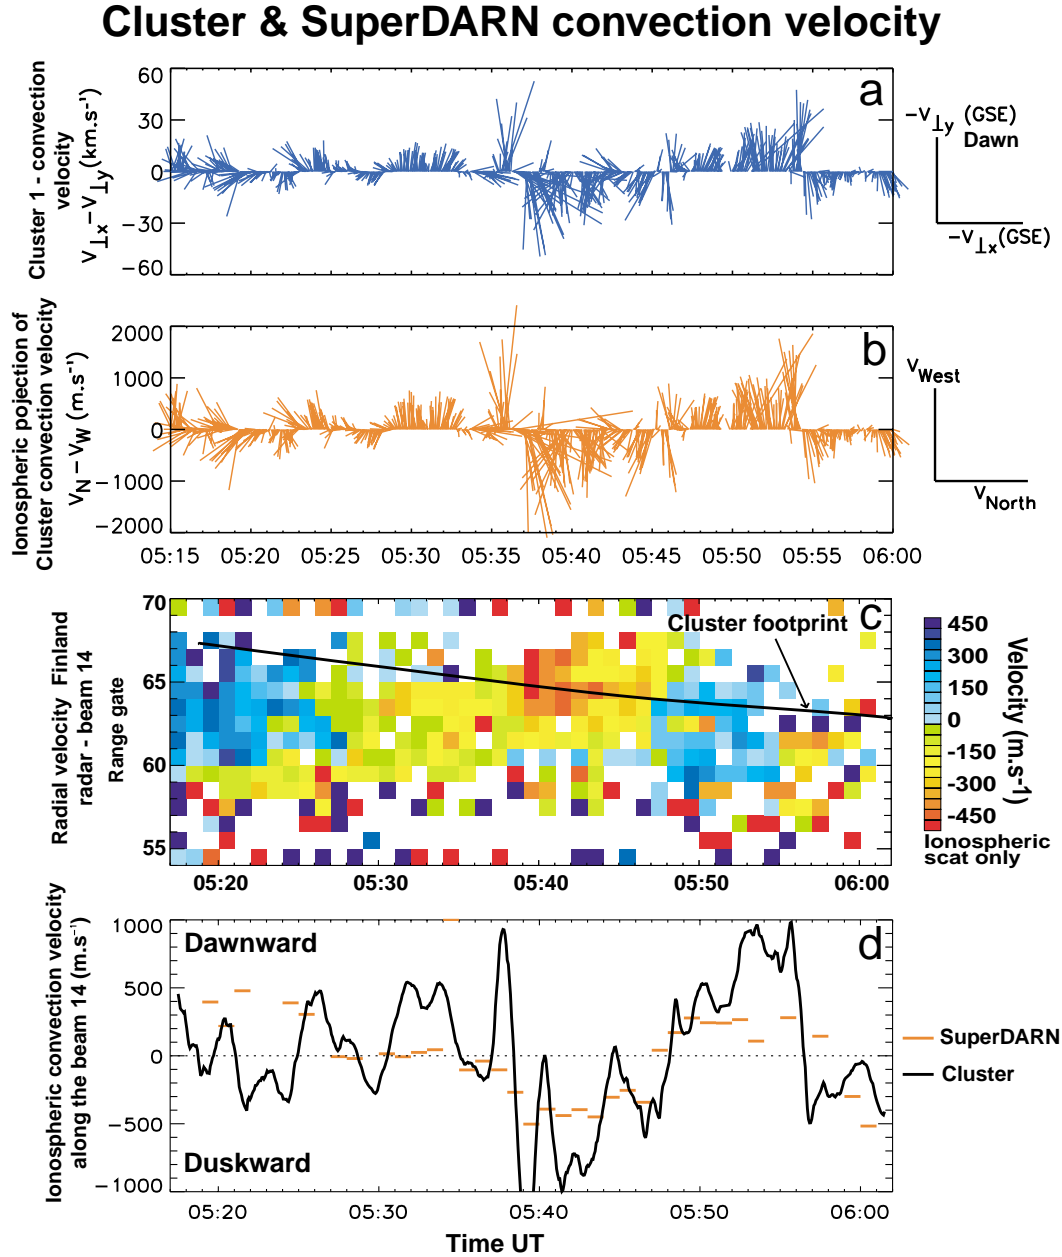 Cluster & SuperDARN convection velocity
Cluster 1 - convection
velocity
V⊥x − V⊥y (km.s⁻¹)
60
30
0
−30
−60
a
−V⊥y (GSE)
Dawn
−V⊥x (GSE)
Ionospheric pojection of
Cluster convection velocity
VN − VW (m.s⁻¹)
2000
1000
0
−1000
−2000
b
VWest
VNorth
05:15 05:20 05:25 05:30 05:35 05:40 05:45 05:50 05:55 06:00
Radial velocity Finland
radar - beam 14
Range gate
70
65
60
55
Cluster footprint
c
05:20 05:30 05:40 05:50 06:00
450
300
150
0
-150
-300
-450
Velocity (m.s-1)
Ionospheric
scat only
Ionospheric convection velocity
along the beam 14 (m.s⁻¹)
1000
500
0
−500
−1000
Dawnward
Duskward
d
SuperDARN
Cluster
05:20 05:30 05:40 05:50 06:00
Time UT